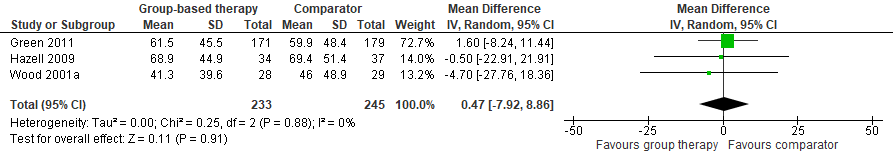 Group-based therapy Comparator Mean Difference Mean Difference
Study or Subgroup Mean SD Total Mean SD Total Weight IV, Random, 95% CI IV, Random, 95% CI
Green 2011 61.5 45.5 171 59.9 48.4 179 72.7% 1.60 [-8.24, 11.44]
Hazell 2009 68.9 44.9 34 69.4 51.4 37 14.1% -0.50 [-22.91, 21.91]
Wood 2001a 41.3 39.6 28 46 48.9 29 13.2% -4.70 [-27.76, 18.36]
Total (95% CI) 233 245 100.0% 0.47 [-7.92, 8.86]
Heterogeneity: Tau² = 0.00; Chi² = 0.25, df = 2 (P = 0.88); I² = 0%
Test for overall effect: Z = 0.11 (P = 0.91)
-50 -25 0 25 50
Favours group therapy Favours comparator